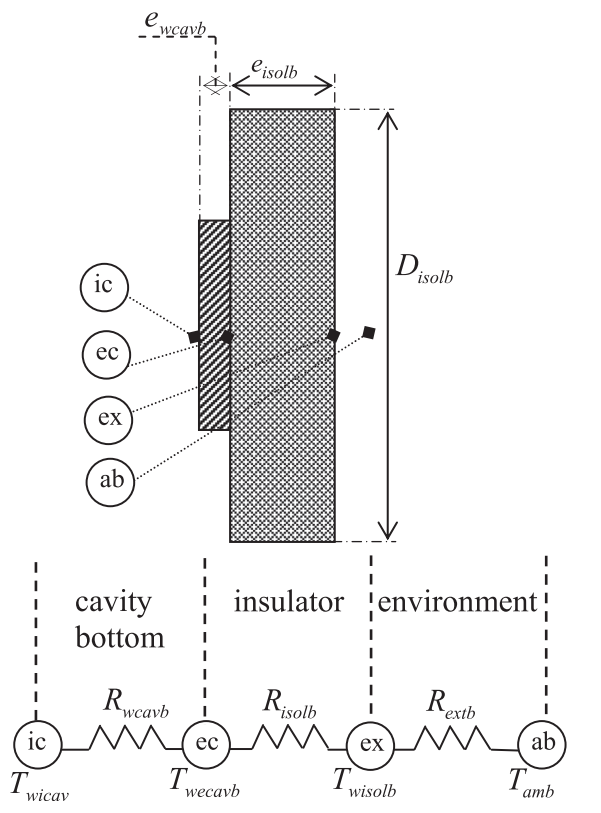 e_wcavb
e_isolb
D_isolb
ic
ec
ex
ab
cavity
bottom
insulator
environment
R_wcavb
R_isolb
R_extb
ic
ec
ex
ab
T_wicav
T_wecavb
T_wisolb
T_amb